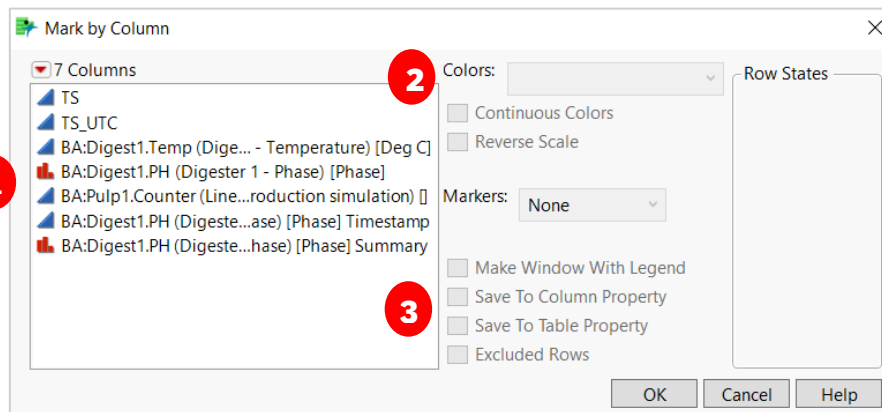 Mark by Column
7 Columns
TS
TS_UTC
BA:Digest1.Temp (Dige... - Temperature) [Deg C]
BA:Digest1.PH (Digester 1 - Phase) [Phase]
BA:Pulp1.Counter (Line...roduction simulation) []
BA:Digest1.PH (Digeste...ase) [Phase] Timestamp
BA:Digest1.PH (Digeste...hase) [Phase] Summary
2
Colors:
Continuous Colors
Reverse Scale
Markers:
None
3
Make Window With Legend
Save To Column Property
Save To Table Property
Excluded Rows
Row States
OK
Cancel
Help